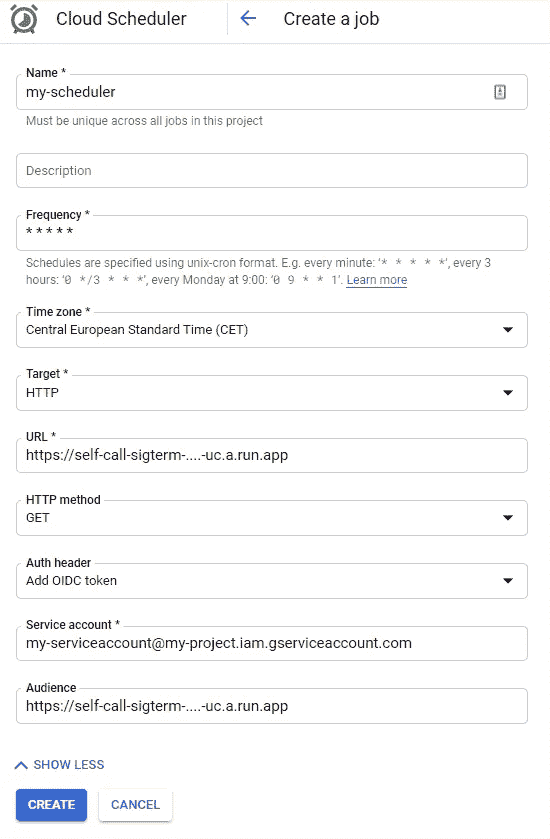 Cloud Scheduler
Create a job
Name *
my-scheduler
Must be unique across all jobs in this project
Description
Frequency *
* * * * *
Schedules are specified using unix-cron format. E.g. every minute: '* * * * *', every 3
hours: '0 */3 * * *', every Monday at 9:00: '0 9 * * 1'. Learn more
Time zone *
Central European Standard Time (CET)
Target *
HTTP
URL *
https://self-call-sigterm-....-uc.a.run.app
HTTP method
GET
Auth header
Add OIDC token
Service account *
my-serviceaccount@my-project.iam.gserviceaccount.com
Audience
https://self-call-sigterm-....-uc.a.run.app
SHOW LESS
CREATE
CANCEL